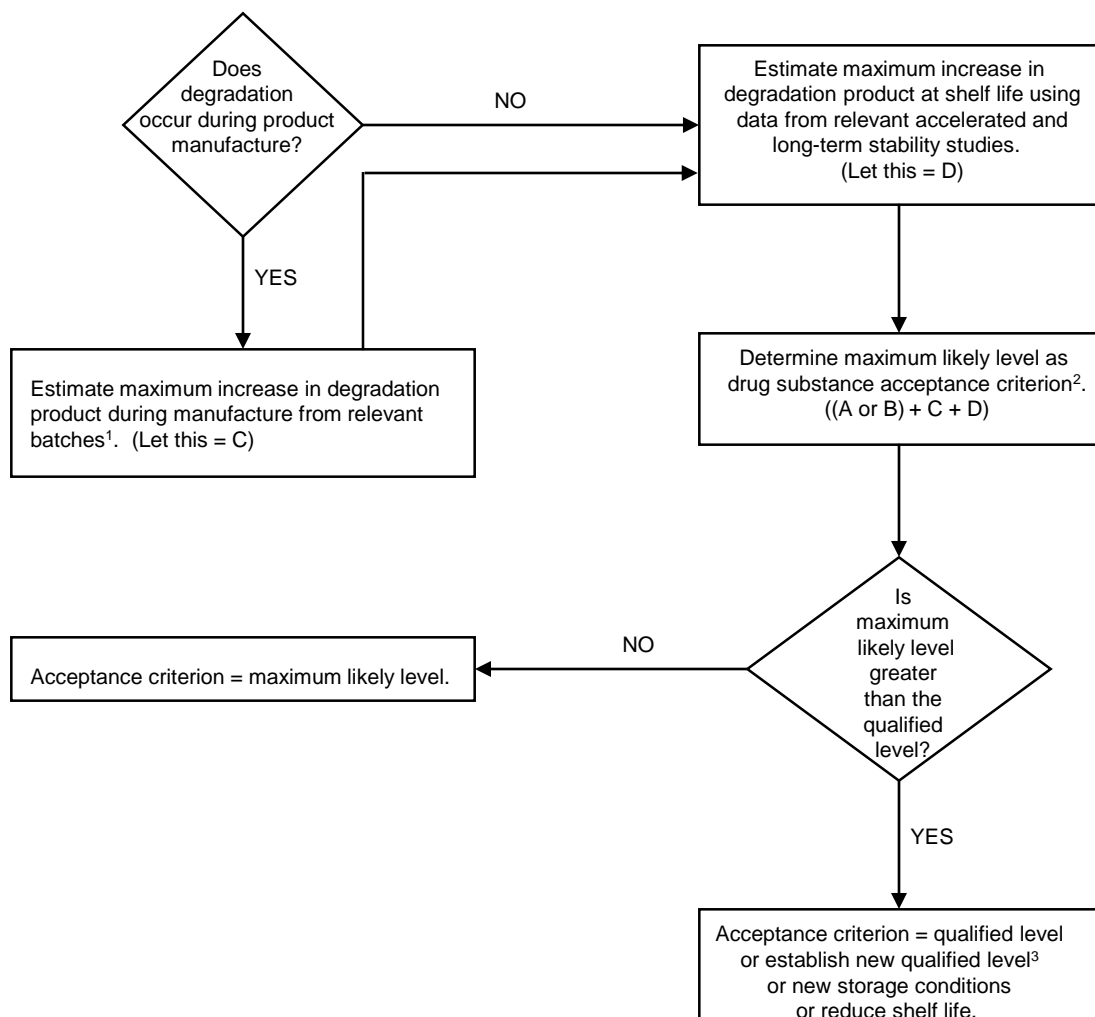 Does
degradation
occur during product
manufacture?
NO
Estimate maximum increase in
degradation product at shelf life using
data from relevant accelerated and
long-term stability studies.
(Let this = D)
YES
Estimate maximum increase in degradation
product during manufacture from relevant
batches¹. (Let this = C)
Determine maximum likely level as
drug substance acceptance criterion².
((A or B) + C + D)
Is
maximum
likely level
greater
than the
qualified
level?
NO
Acceptance criterion = maximum likely level.
YES
Acceptance criterion = qualified level
or establish new qualified level³
or new storage conditions
or reduce shelf life.